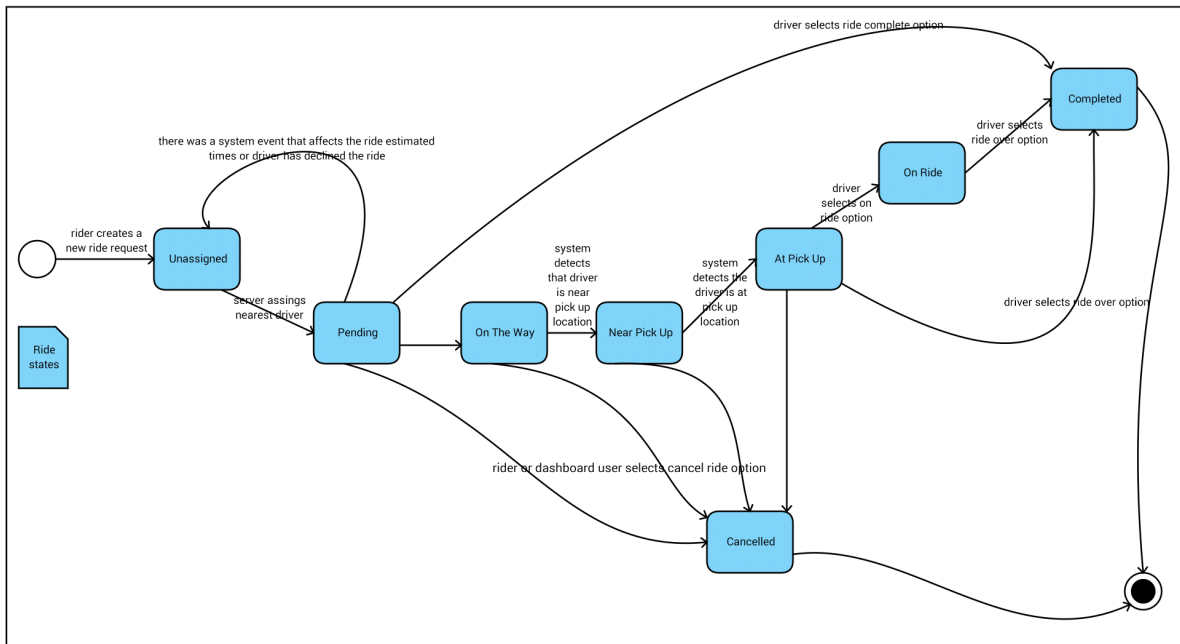 driver selects ride complete option
Completed
driver selects
ride over option
there was a system event that affects the ride estimated
times or driver has declined the ride
On Ride
driver
selects on
ride option
rider creates a
new ride request
Unassigned
system
detects
that driver
is near
pick up
location
system
detects the
driver is at
pick up
location
At Pick Up
server assings
nearest driver
driver selects ride over option
Pending
On The Way
Near Pick Up
Ride
states
rider or dashboard user selects cancel ride option
Cancelled